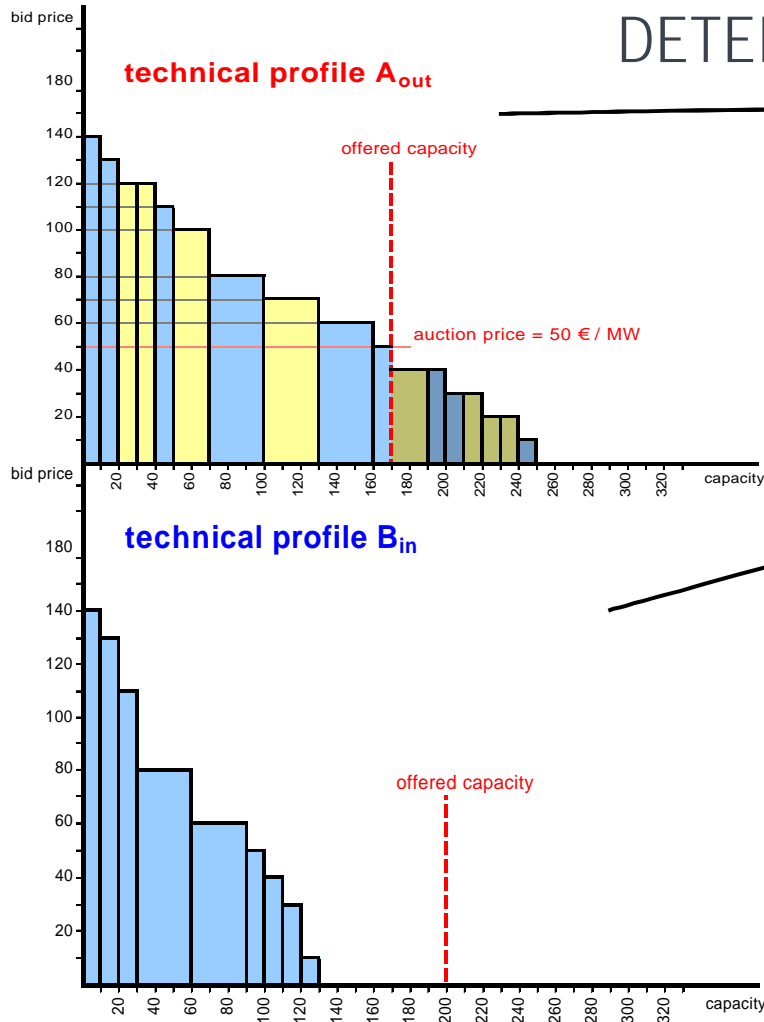 bid price
DETE
180
technical profile A_out
140
offered capacity
120
100
80
60
auction price = 50 € / MW
40
20
20 40 60 80 100 120 140 160 180 200 220 240 260 280 300 320
capacity
bid price
technical profile B_in
180
140
120
100
80
offered capacity
60
40
20
20 40 60 80 100 120 140 160 180 200 220 240 260 280 300 320
capacity